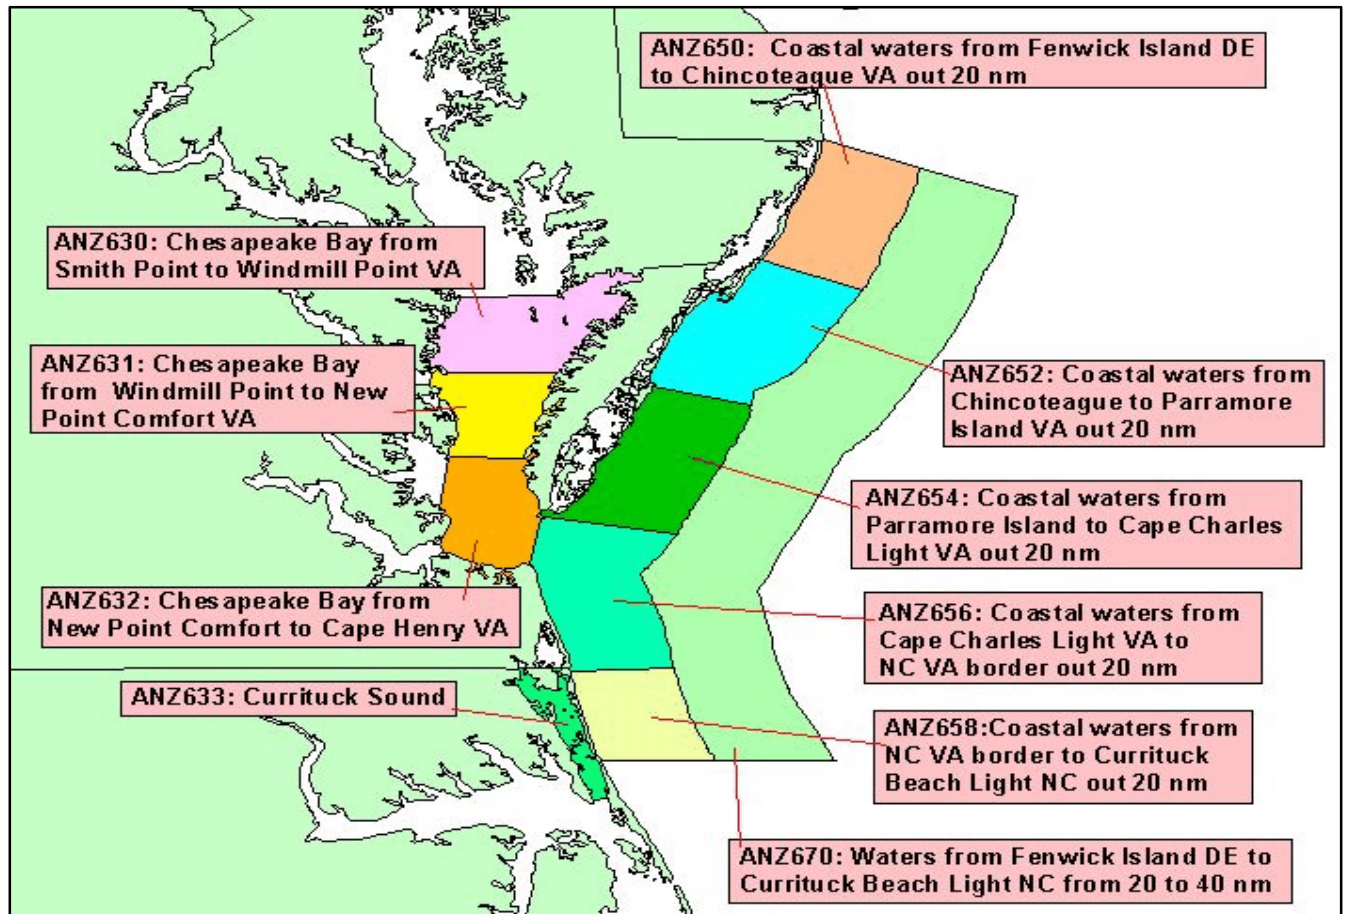 ANZ650: Coastal waters from Fenwick Island DE
to Chincoteague VA out 20 nm
ANZ630: Chesapeake Bay from
Smith Point to Windmill Point VA
ANZ631: Chesapeake Bay
from Windmill Point to New
Point Comfort VA
ANZ652: Coastal waters from
Chincoteague to Parramore
Island VA out 20 nm
ANZ654: Coastal waters from
Parramore Island to Cape Charles
Light VA out 20 nm
ANZ632: Chesapeake Bay from
New Point Comfort to Cape Henry VA
ANZ656: Coastal waters from
Cape Charles Light VA to
NC VA border out 20 nm
ANZ633: Currituck Sound
ANZ658:Coastal waters from
NC VA border to Currituck
Beach Light NC out 20 nm
ANZ670: Waters from Fenwick Island DE to
Currituck Beach Light NC from 20 to 40 nm